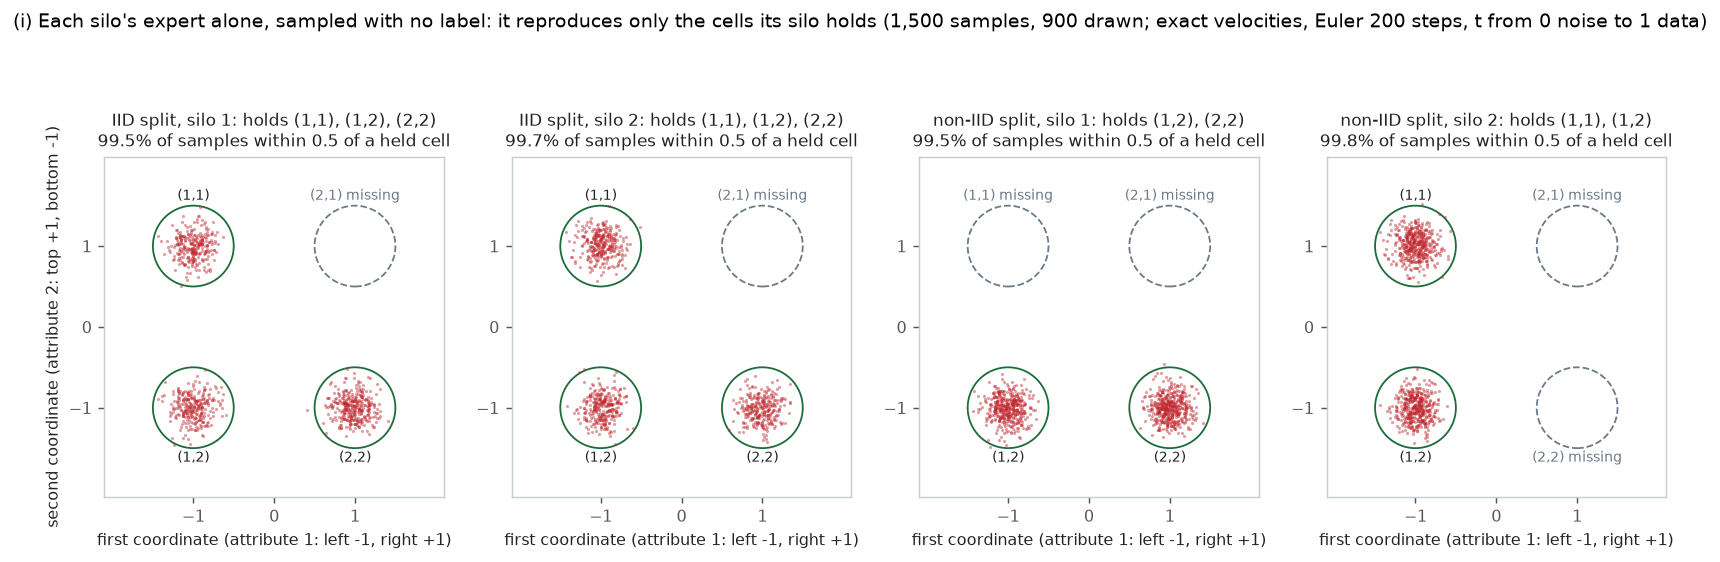 (i) Each silo's expert alone, sampled with no label: it reproduces only the cells its silo holds (1,500 samples, 900 drawn; exact velocities, Euler 200 steps, t from 0 noise to 1 data)
IID split, silo 1: holds (1,1), (1,2), (2,2)
99.5% of samples within 0.5 of a held cell
second coordinate (attribute 2: top +1, bottom -1)
(1,1)
(2,1) missing
1
0
−1
(1,2)
(2,2)
−1
0
1
first coordinate (attribute 1: left -1, right +1)
IID split, silo 2: holds (1,1), (1,2), (2,2)
99.7% of samples within 0.5 of a held cell
(1,1)
(2,1) missing
1
0
−1
(1,2)
(2,2)
−1
0
1
first coordinate (attribute 1: left -1, right +1)
non-IID split, silo 1: holds (1,2), (2,2)
99.5% of samples within 0.5 of a held cell
(1,1) missing
(2,1) missing
1
0
−1
(1,2)
(2,2)
−1
0
1
first coordinate (attribute 1: left -1, right +1)
non-IID split, silo 2: holds (1,1), (1,2)
99.8% of samples within 0.5 of a held cell
(1,1)
(2,1) missing
1
0
−1
(1,2)
(2,2) missing
−1
0
1
first coordinate (attribute 1: left -1, right +1)